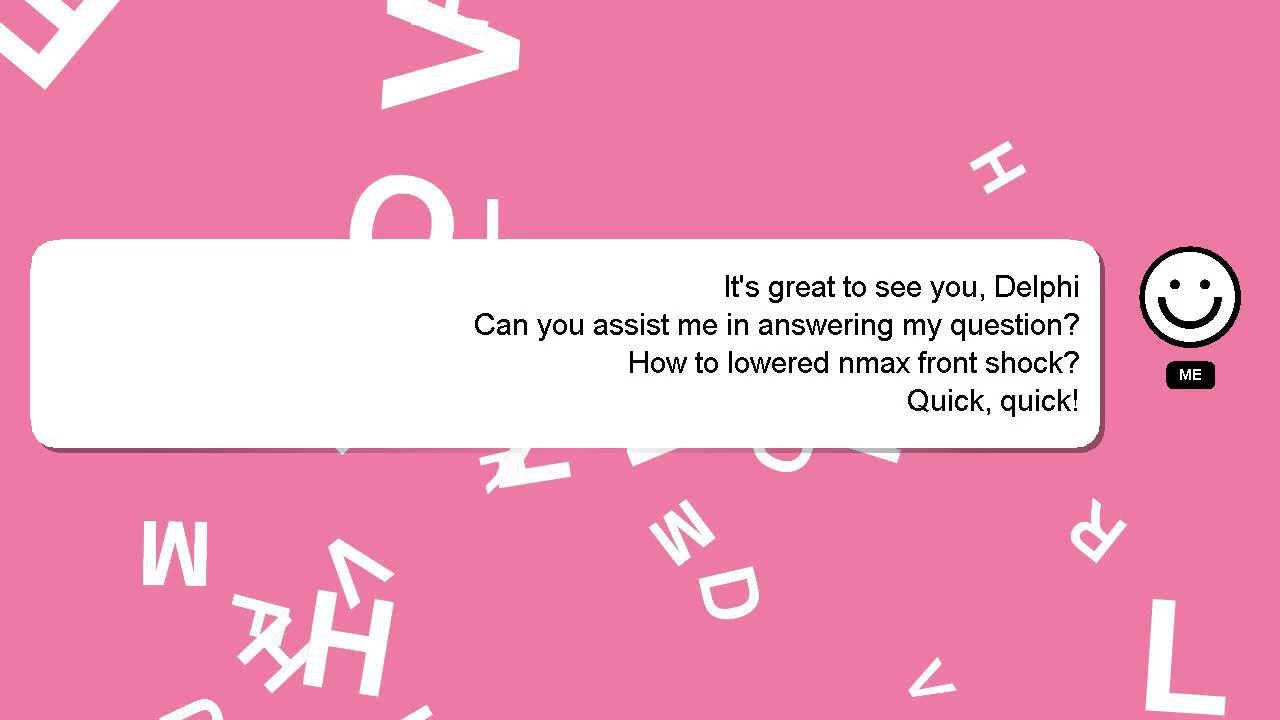 It's great to see you, Delphi
Can you assist me in answering my question?
How to lowered nmax front shock?
Quick, quick!
ME